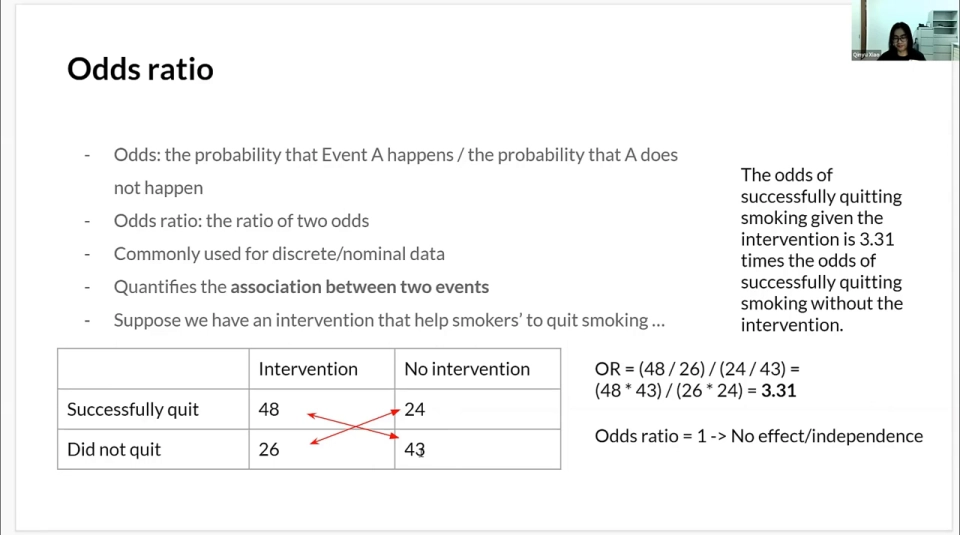 Odds ratio
- Odds: the probability that Event A happens / the probability that A does
not happen
- Odds ratio: the ratio of two odds
- Commonly used for discrete/nominal data
- Quantifies the association between two events
- Suppose we have an intervention that help smokers’ to quit smoking ...
The odds of
successfully quitting
smoking given the
intervention is 3.31
times the odds of
successfully quitting
smoking without the
intervention.
Intervention No intervention
Successfully quit 48 24
Did not quit 26 43
OR = (48 / 26) / (24 / 43) =
(48 * 43) / (26 * 24) = 3.31
Odds ratio = 1 -> No effect/independence